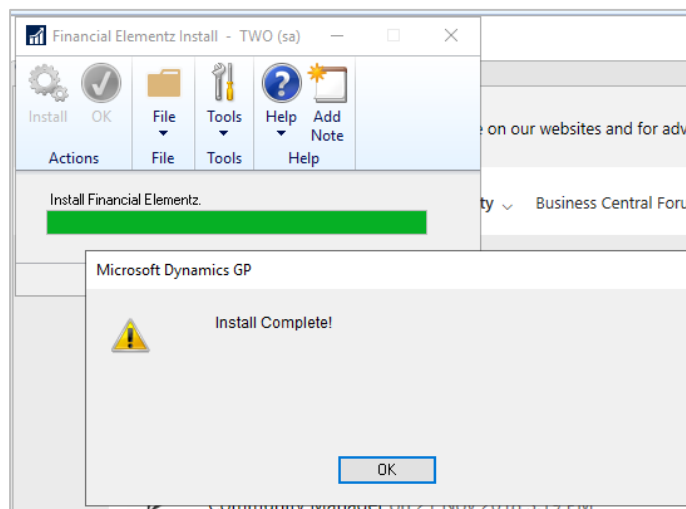 Financial Elementz Install - TWO (sa)
Install OK File Tools Help Add Note
Actions File Tools Help
on our websites and for adv
Install Financial Elementz.
ty Business Central Foru
Microsoft Dynamics GP
Install Complete!
OK